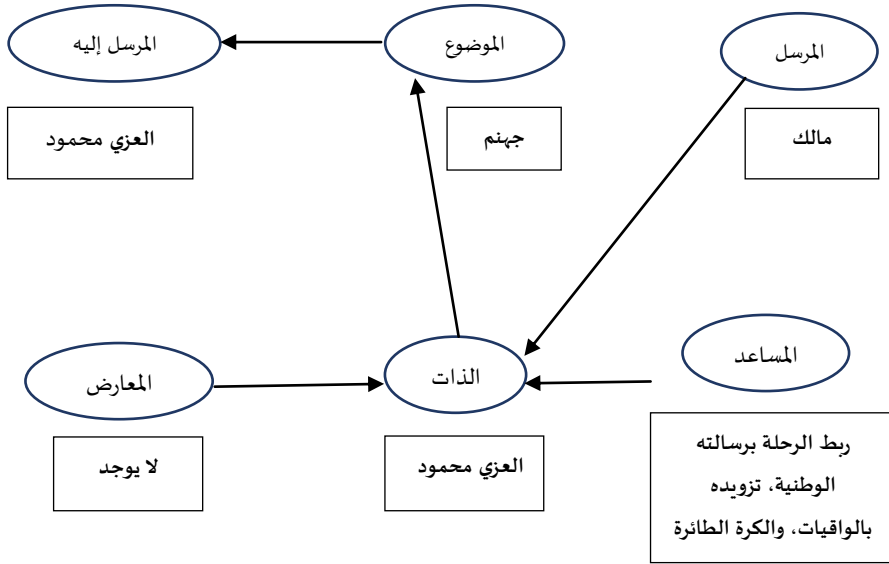 المرسل
الموضوع
المرسل إليه
مالك
جهنم
العزي محمود
المساعد
الذات
المعارض
ربط الرحلة برسالته
الوطنية، تزويده
بالواقيات، والكرة الطائرة
العزي محمود
لا يوجد